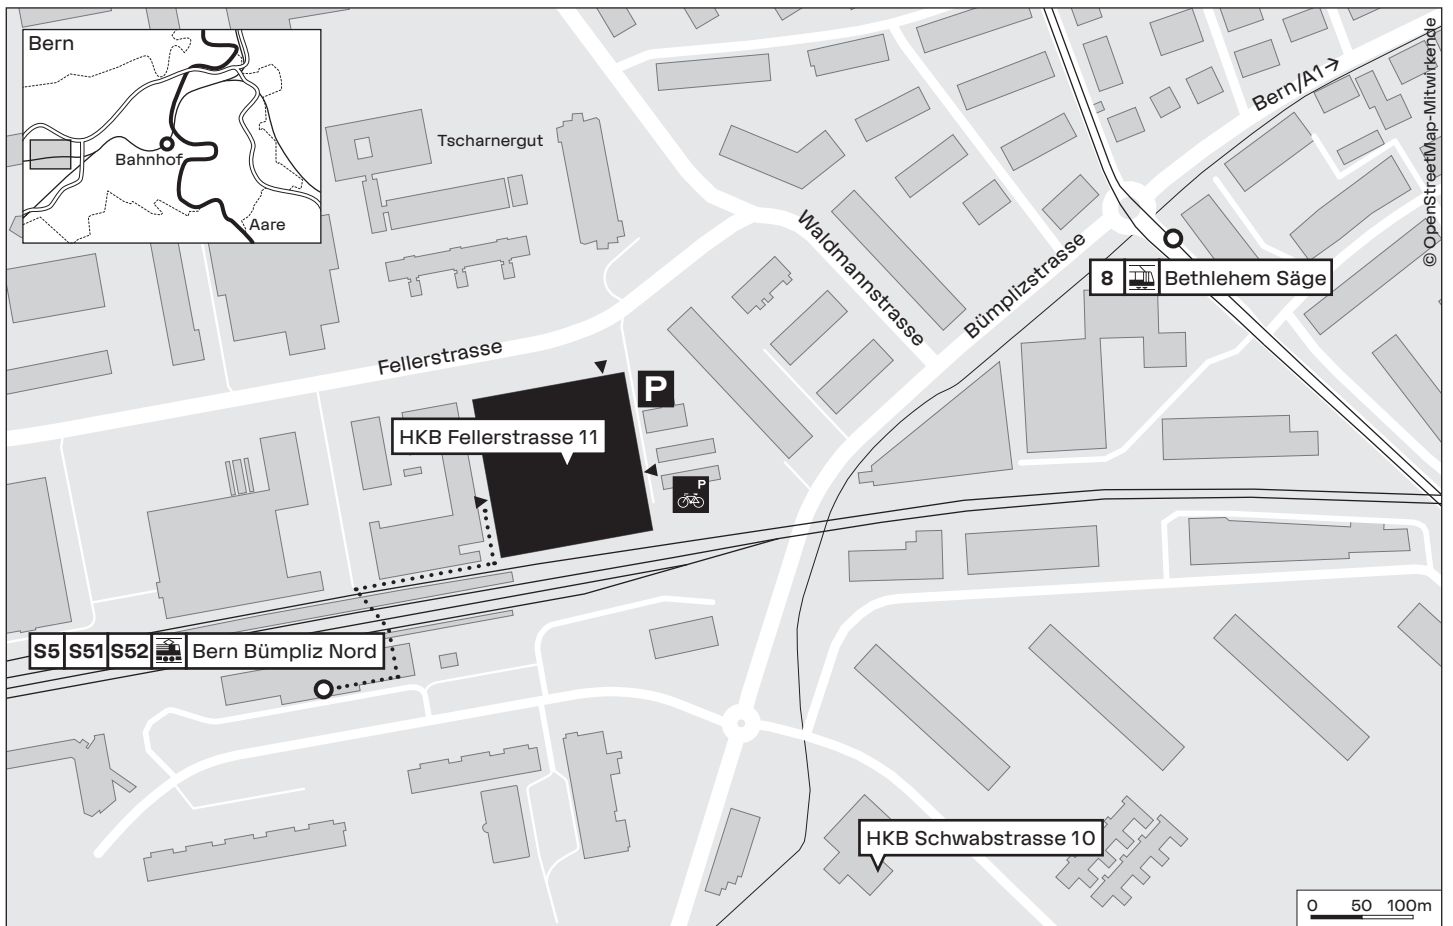 Bern
Bahnhof
Aare
Tscharnergut
Waldmannstrasse
Bümplizstrasse
Bern/A1→
© OpenStreetMap-Mitwirkende
8 Bethlehem Säge
Fellerstrasse
P
HKB Fellerstrasse 11
P
S5 S51 S52 Bern Bümpliz Nord
HKB Schwabstrasse 10
0 50 100m